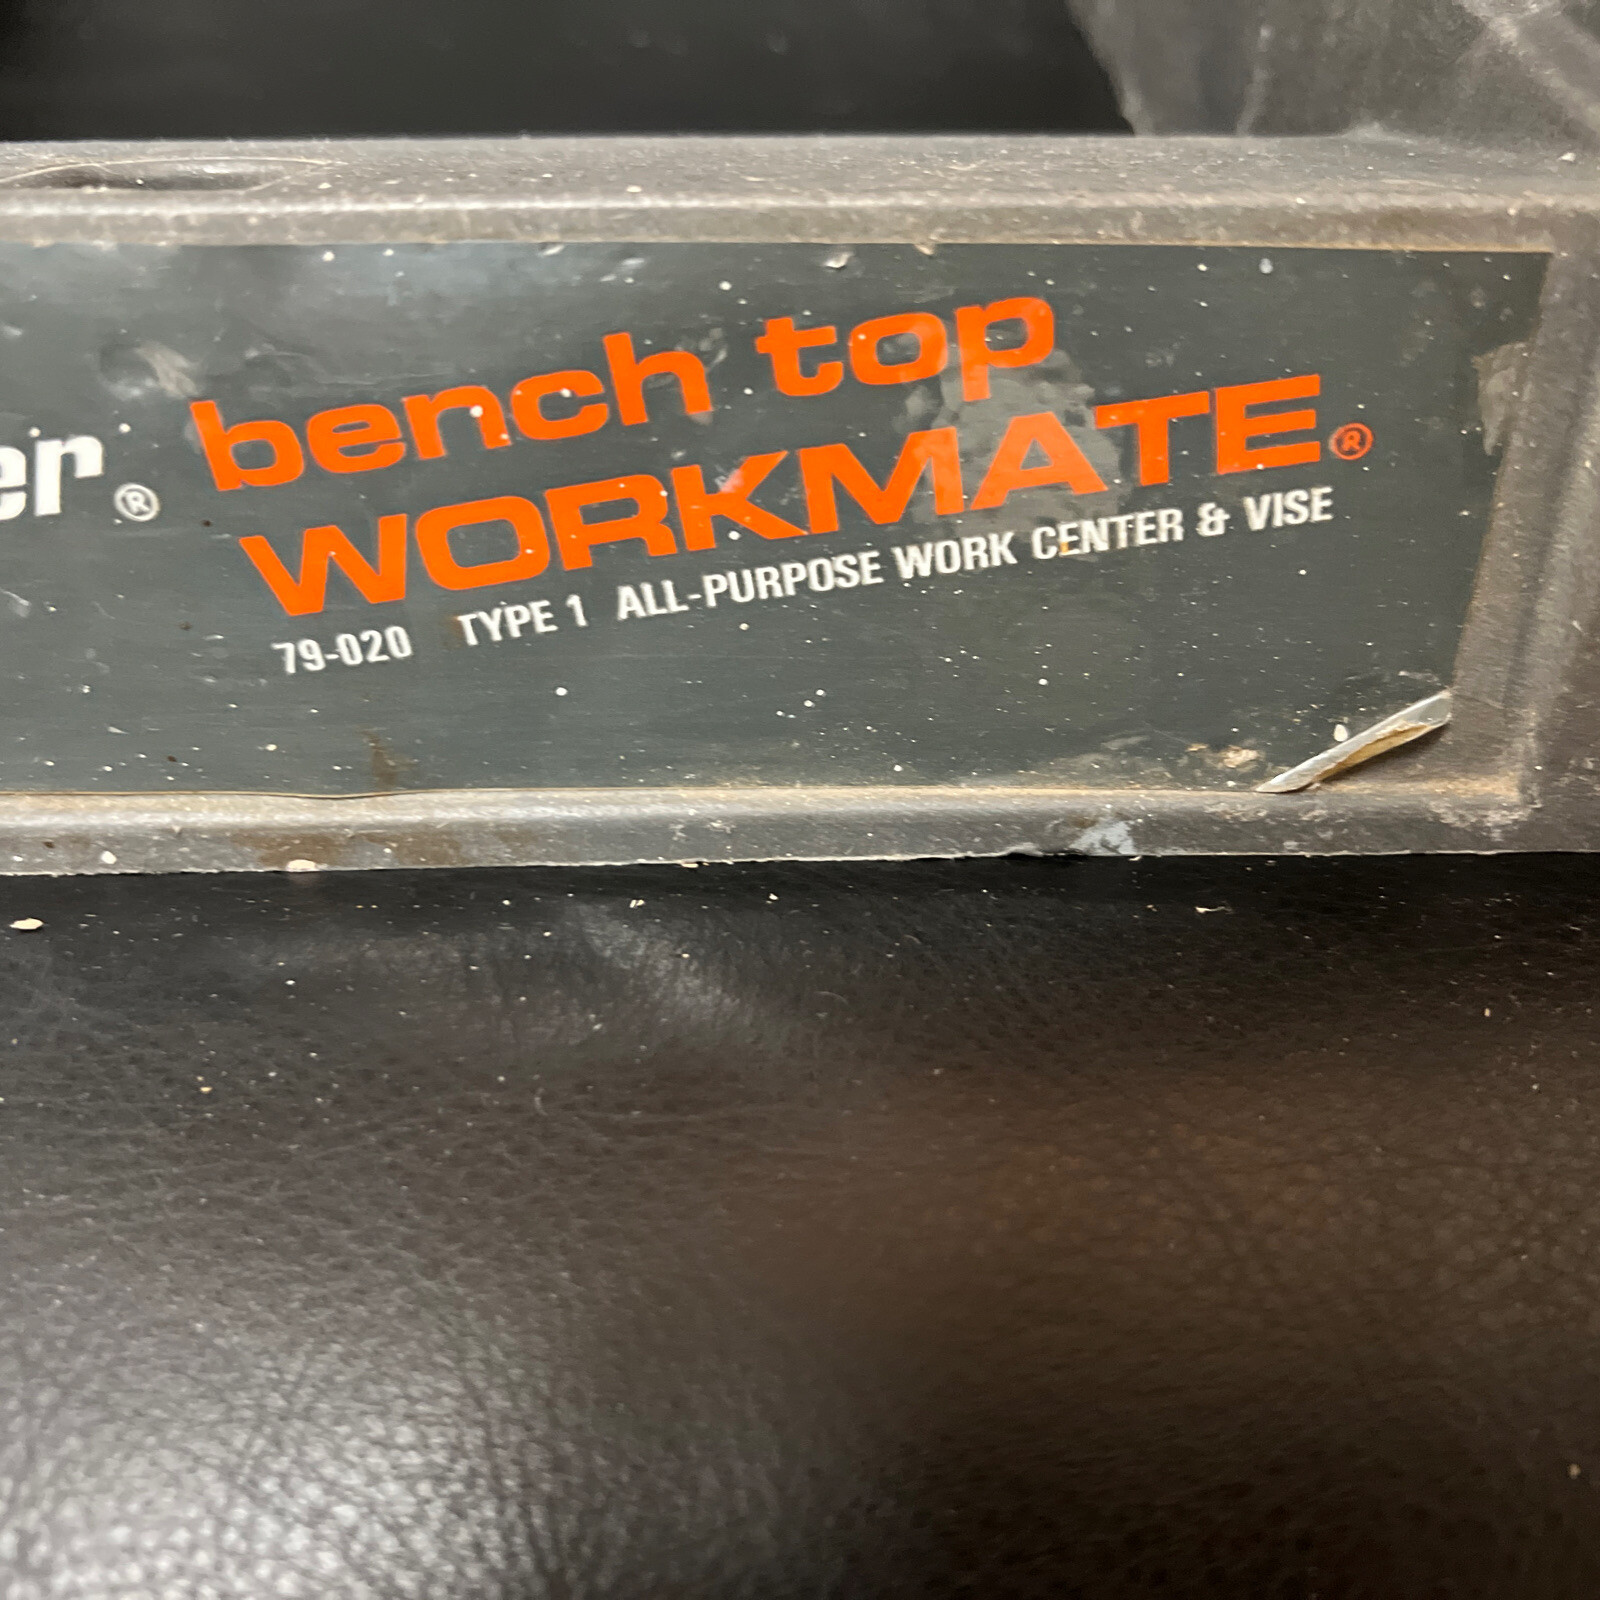 er®
bench top
WORKMATE®
79-020 TYPE 1 ALL-PURPOSE WORK CENTER & VISE